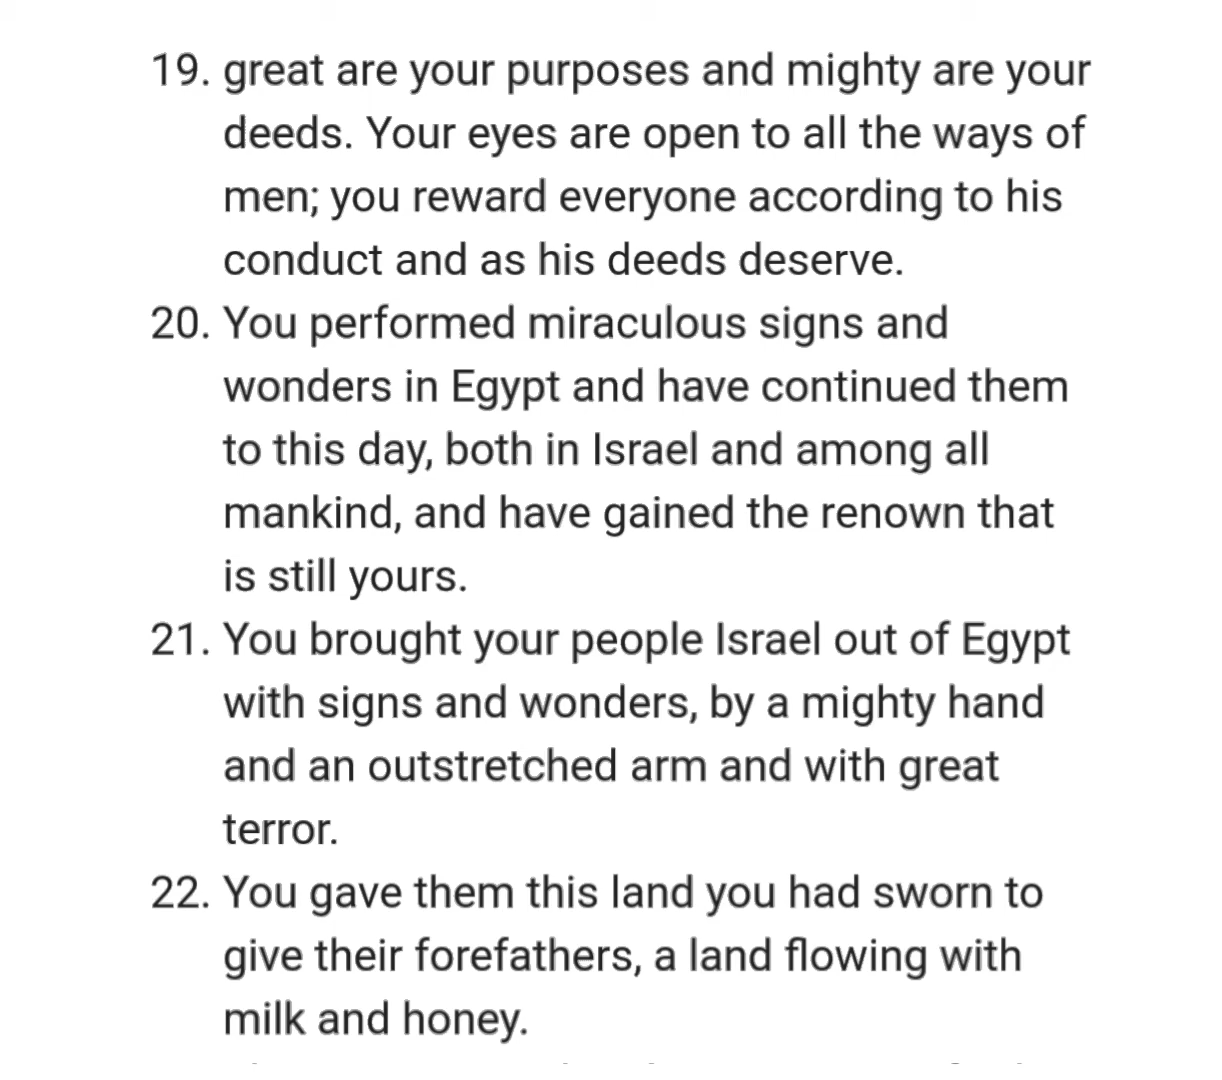 19. great are your purposes and mighty are your
deeds. Your eyes are open to all the ways of
men; you reward everyone according to his
conduct and as his deeds deserve.
20. You performed miraculous signs and
wonders in Egypt and have continued them
to this day, both in Israel and among all
mankind, and have gained the renown that
is still yours.
21. You brought your people Israel out of Egypt
with signs and wonders, by a mighty hand
and an outstretched arm and with great
terror.
22. You gave them this land you had sworn to
give their forefathers, a land flowing with
milk and honey.